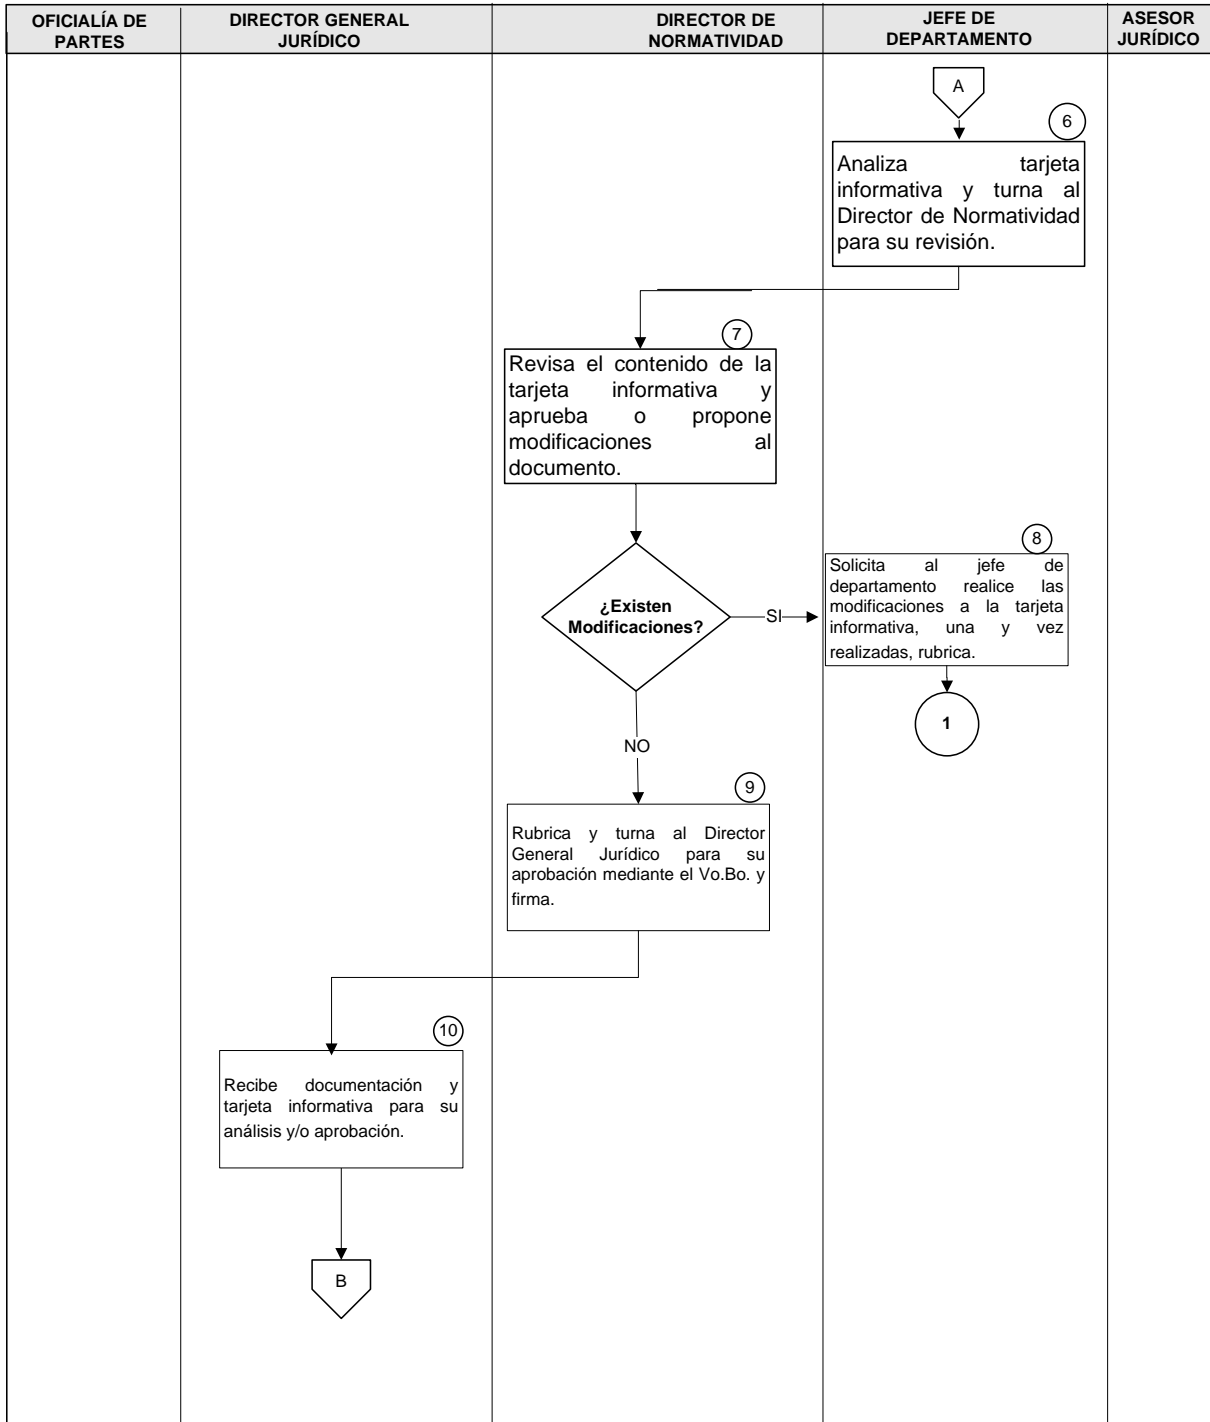 OFICIALÍA DE
PARTES
DIRECTOR GENERAL
JURÍDICO
DIRECTOR DE
NORMATIVIDAD
JEFE DE
DEPARTAMENTO
ASESOR
JURÍDICO
A
6
Analiza tarjeta
informativa y turna al
Director de Normatividad
para su revisión.
7
Revisa el contenido de la
tarjeta informativa y
aprueba o propone
modificaciones al
documento.
¿Existen
Modificaciones?
SI
8
Solicita al jefe de
departamento realice las
modificaciones a la tarjeta
informativa, una y vez
realizadas, rubrica.
1
NO
9
Rubrica y turna al Director
General Jurídico para su
aprobación mediante el Vo.Bo. y
firma.
10
Recibe documentación y
tarjeta informativa para su
análisis y/o aprobación.
B